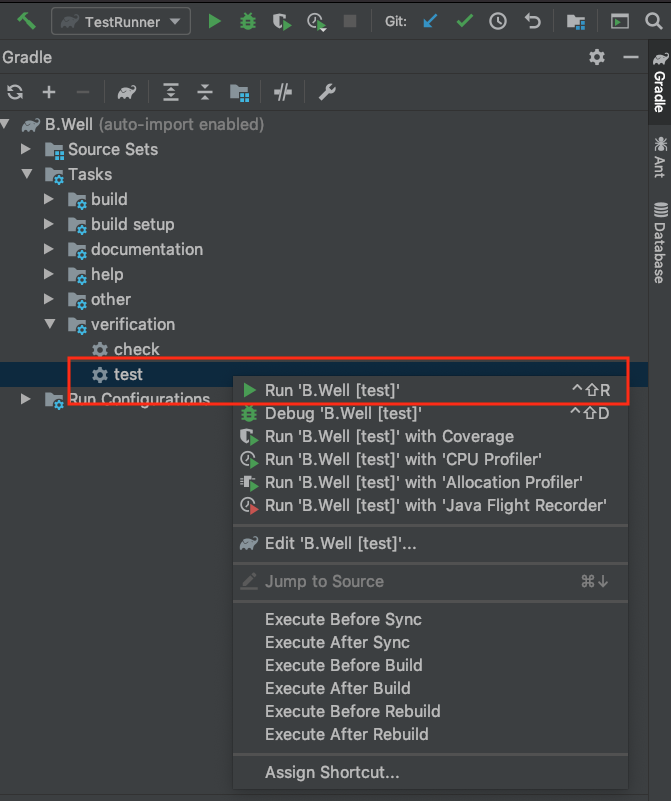 TestRunner Git:
Gradle
B.Well (auto-import enabled)
Source Sets
Tasks
build
build setup
documentation
help
other
verification
check
test
Run Configurations
Run 'B.Well [test]' ^⇧R
Debug 'B.Well [test]' ^⇧D
Run 'B.Well [test]' with Coverage
Run 'B.Well [test]' with 'CPU Profiler'
Run 'B.Well [test]' with 'Allocation Profiler'
Run 'B.Well [test]' with 'Java Flight Recorder'
Edit 'B.Well [test]'...
Jump to Source ⌘↓
Execute Before Sync
Execute After Sync
Execute Before Build
Execute After Build
Execute Before Rebuild
Execute After Rebuild
Assign Shortcut...
Gradle
Ant
Database